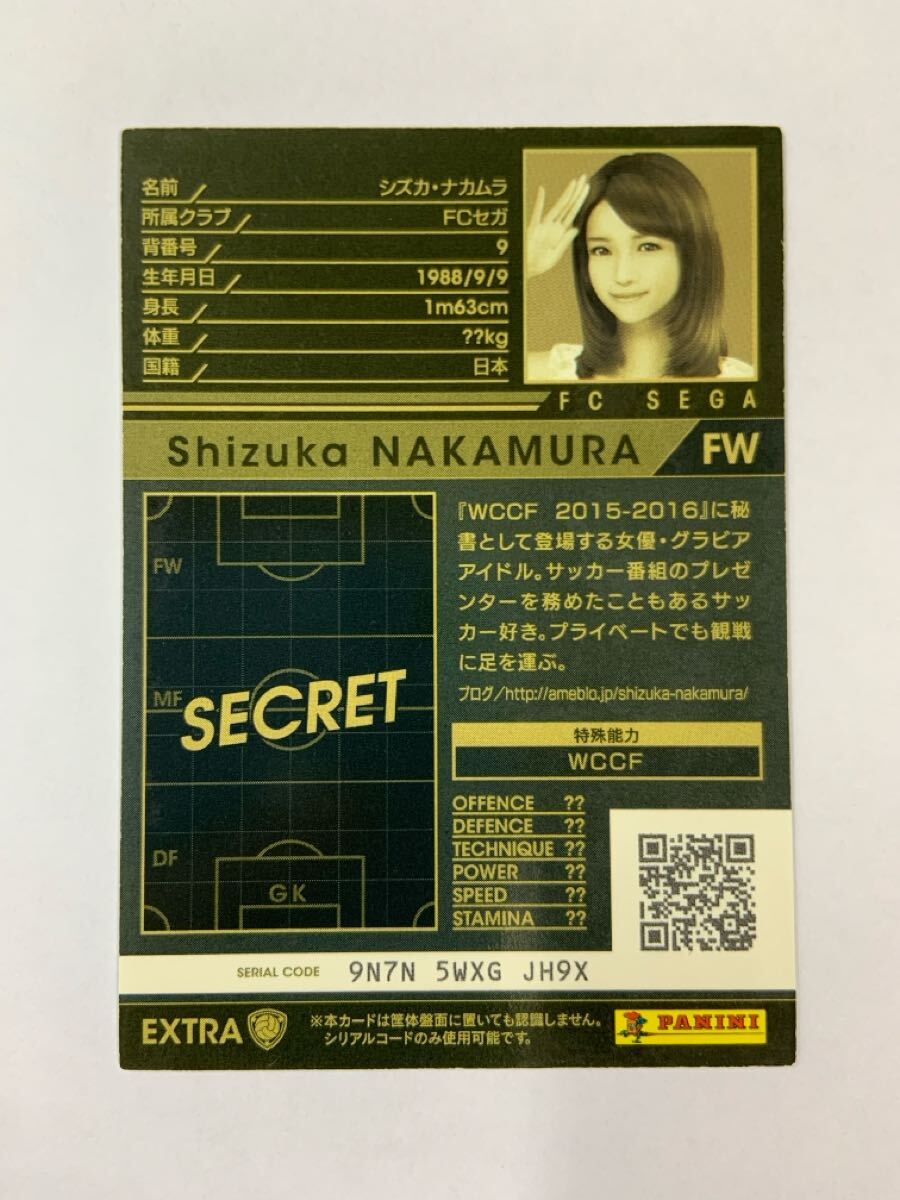 名前 シズカ・ナカムラ
所属クラブ FCセガ
背番号 9
生年月日 1988/9/9
身長 1m63cm
体重 ??kg
国籍 日本
FC SEGA
Shizuka NAKAMURA FW
『WCCF 2015-2016』に秘
書として登場する女優・グラビア
アイドル。サッカー番組のプレゼ
ンターを務めたこともあるサッ
カー好き。プライベートでも観戦
に足を運ぶ。
ブログ/http://ameblo.jp/shizuka-nakamura/
FW
MF
SECRET
DF
GK
特殊能力
WCCF
OFFENCE ??
DEFENCE ??
TECHNIQUE ??
POWER ??
SPEED ??
STAMINA ??
SERIAL CODE 9N7N 5WXG JH9X
EXTRA
※本カードは筐体盤面に置いても認識しません。
シリアルコードのみ使用可能です。
PANINI